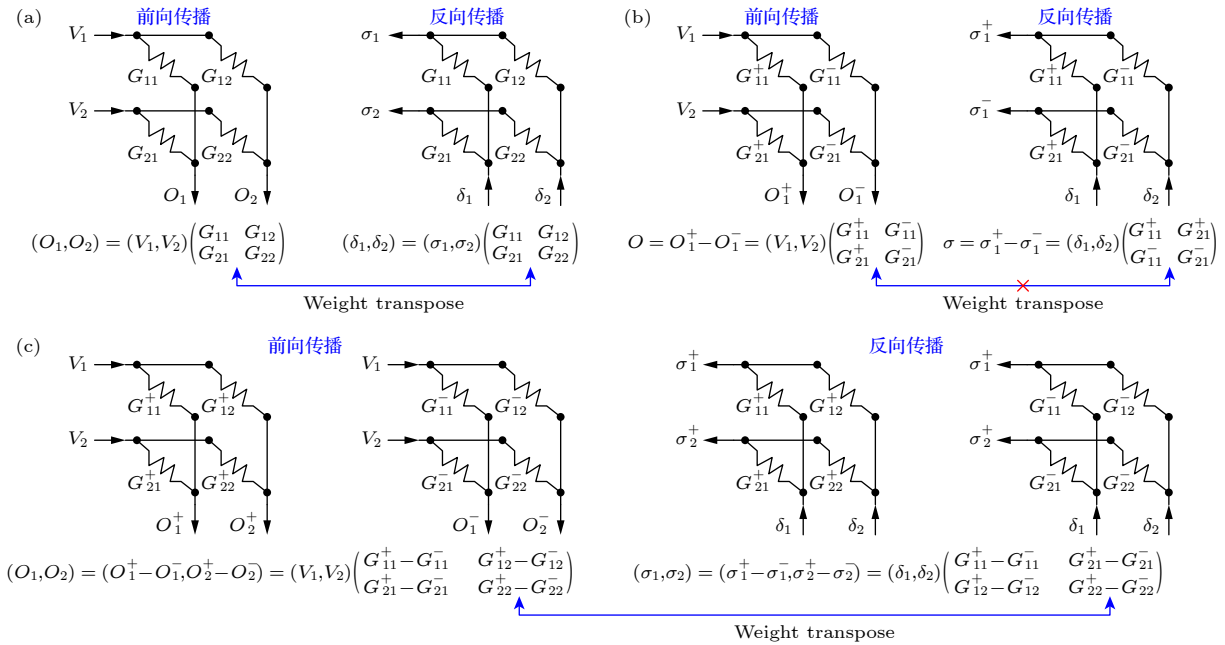 (a) 前向传播 反向传播
V₁ σ₁
G₁₁ G₁₂ G₁₁ G₁₂
V₂ σ₂
G₂₁ G₂₂ G₂₁ G₂₂
O₁ O₂ δ₁ δ₂
(O₁,O₂) = (V₁,V₂)(G₁₁ G₁₂
G₂₁ G₂₂)
(δ₁,δ₂) = (σ₁,σ₂)(G₁₁ G₁₂
G₂₁ G₂₂)
Weight transpose
(b) 前向传播 反向传播
V₁ σ₁⁺
G₁₁⁺ G₁₁⁻ G₁₁⁺ G₁₁⁻
V₂ σ₁⁻
G₂₁⁺ G₂₁⁻ G₂₁⁺ G₂₁⁻
O₁⁺ O₁⁻ δ₁ δ₂
O = O₁⁺−O₁⁻ = (V₁,V₂)(G₁₁⁺ G₁₁⁻
G₂₁⁺ G₂₁⁻)
σ = σ₁⁺−σ₁⁻ = (δ₁,δ₂)(G₁₁⁺ G₂₁⁺
G₁₁⁻ G₂₁⁻)
Weight transpose
(c) 前向传播 反向传播
V₁ V₁ σ₁⁺ σ₁⁺
G₁₁⁺ G₁₂⁺ G₁₁⁻ G₁₂⁻ G₁₁⁺ G₁₂⁺ G₁₁⁻ G₁₂⁻
V₂ V₂ σ₂⁺ σ₂⁺
G₂₁⁺ G₂₂⁺ G₂₁⁻ G₂₂⁻ G₂₁⁺ G₂₂⁺ G₂₁⁻ G₂₂⁻
O₁⁺ O₂⁺ O₁⁻ O₂⁻ δ₁ δ₂ δ₁ δ₂
(O₁,O₂) = (O₁⁺−O₁⁻,O₂⁺−O₂⁻) = (V₁,V₂)(G₁₁⁺−G₁₁⁻ G₁₂⁺−G₁₂⁻
G₂₁⁺−G₂₁⁻ G₂₂⁺−G₂₂⁻)
(σ₁,σ₂) = (σ₁⁺−σ₁⁻,σ₂⁺−σ₂⁻) = (δ₁,δ₂)(G₁₁⁺−G₁₁⁻ G₂₁⁺−G₂₁⁻
G₁₂⁺−G₁₂⁻ G₂₂⁺−G₂₂⁻)
Weight transpose